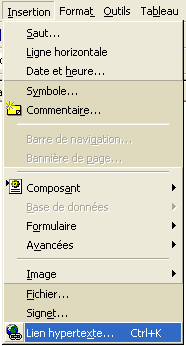 Insertion Format Outils Tableau
Saut...
Ligne horizontale
Date et heure...
Symbole...
Commentaire...
Barre de navigation...
Bannière de page...
Composant
Base de données
Formulaire
Avancées
Image
Fichier...
Signet...
Lien hypertexte... Ctrl+K